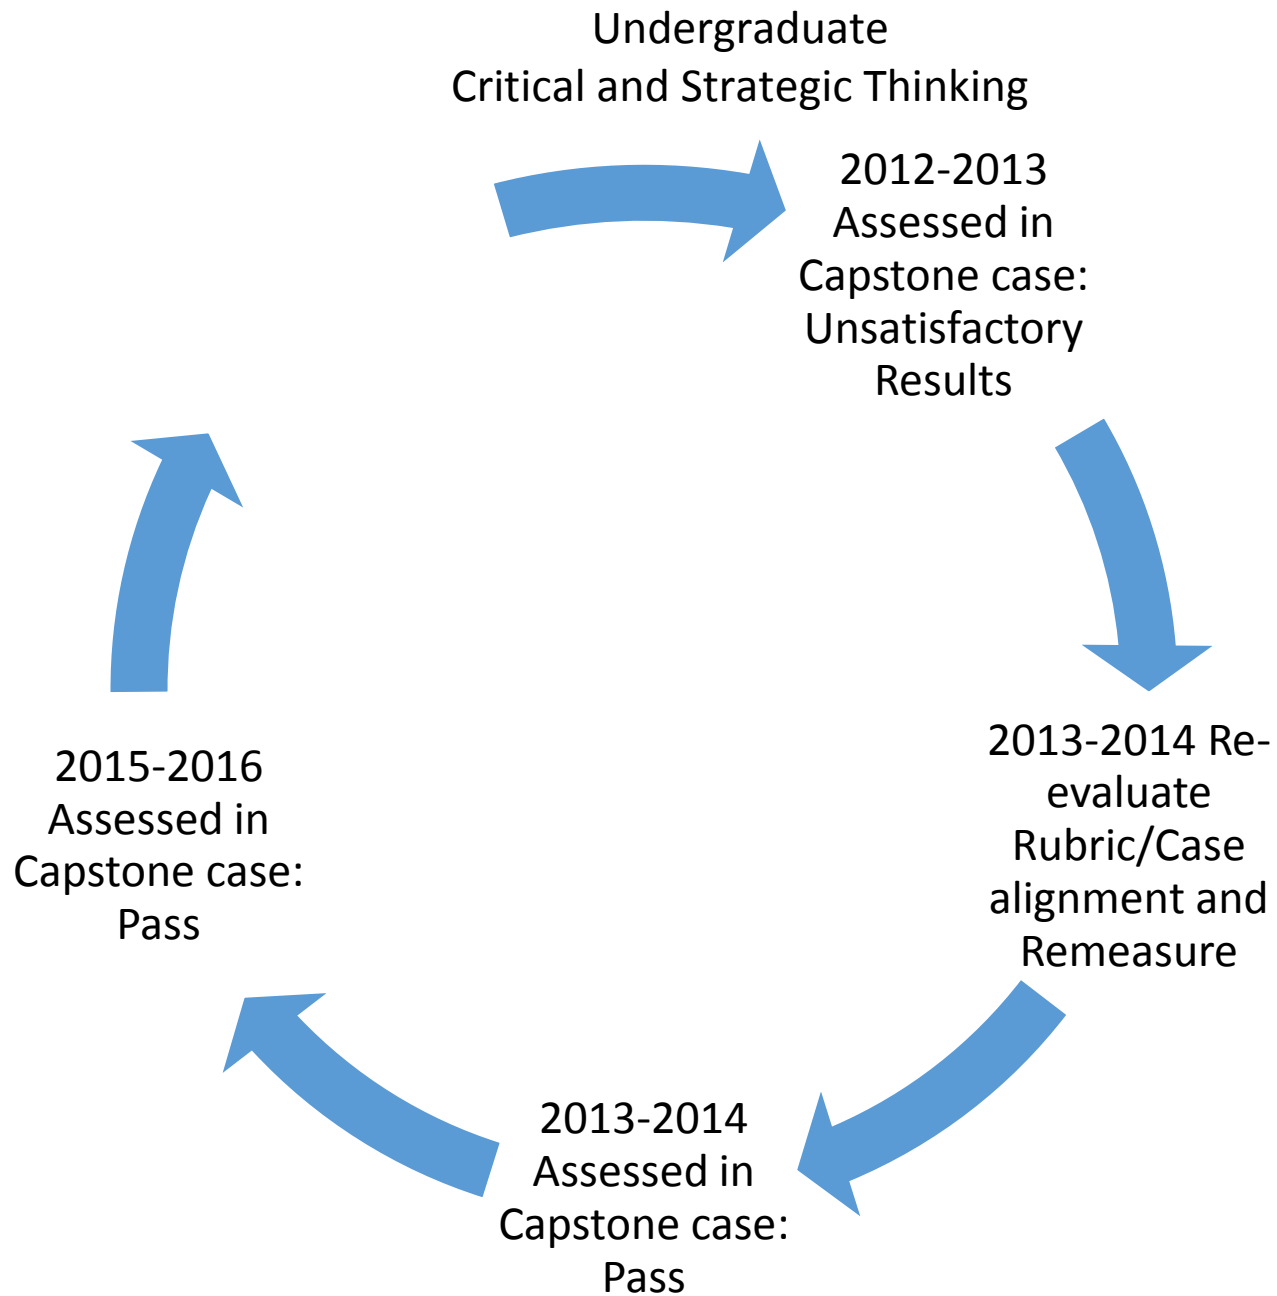 Undergraduate
Critical and Strategic Thinking
2012-2013
Assessed in
Capstone case:
Unsatisfactory
Results
2013-2014 Re-
evaluate
Rubric/Case
alignment and
Remeasure
2013-2014
Assessed in
Capstone case:
Pass
2015-2016
Assessed in
Capstone case:
Pass